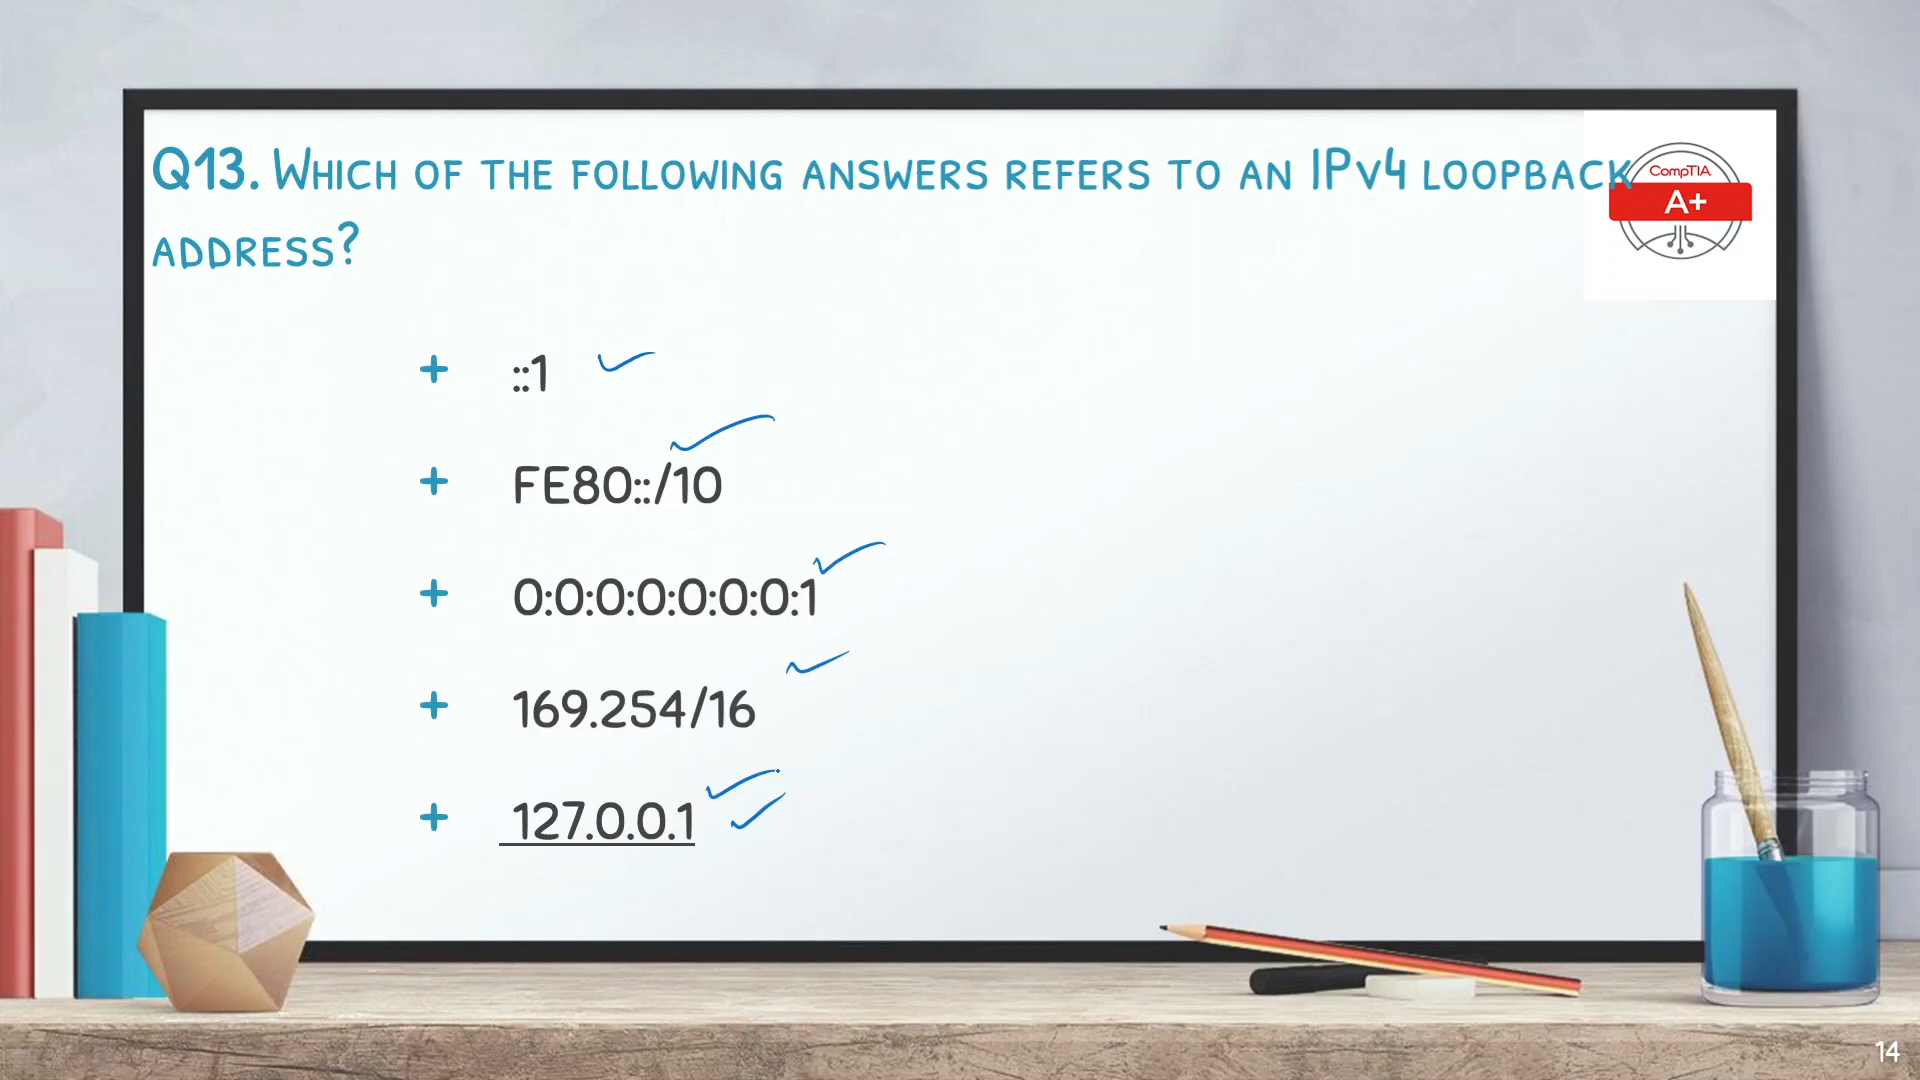 Q13. Which of the following answers refers to an IPv4 loopback
address?
CompTIA
A+
+ ::1
+ FE80::/10
+ 0:0:0:0:0:0:0:1
+ 169.254/16
+ 127.0.0.1
14